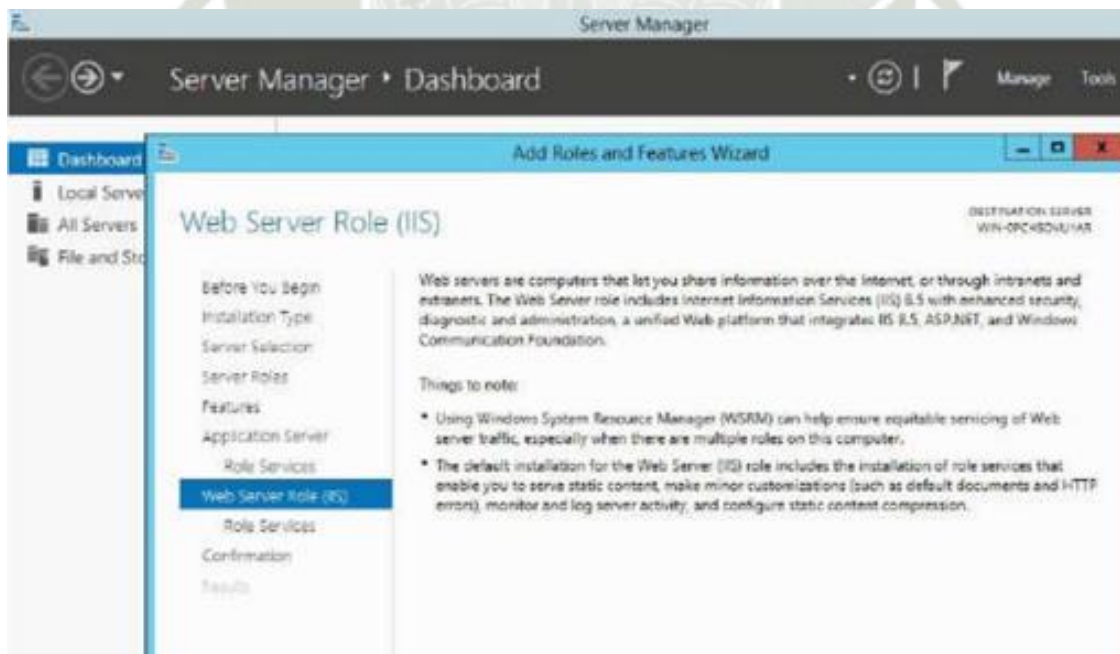 Server Manager
Server Manager • Dashboard
Manage Tools
Dashboard
Local Serve
All Servers
File and Sto
Add Roles and Features Wizard
Web Server Role (IIS)
DESTINATION SERVER
Before You Begin
Installation Type
Server Selection
Server Roles
Features
Application Server
Role Services
Web Server Role (IIS)
Role Services
Confirmation
Results
Web servers are computers that let you share information over the Internet, or through intranets and
extranets. The Web Server role includes Internet Information Services (IIS) 8.5 with enhanced security,
diagnostic and administration, a unified Web platform that integrates IIS 8.5, ASP.NET, and Windows
Communication Foundation.
Things to note:
• Using Windows System Resource Manager (WSRM) can help ensure equitable servicing of Web
server traffic, especially when there are multiple roles on this computer.
• The default installation for the Web Server (IIS) role includes the installation of role services that
enable you to serve static content, make minor customizations (such as default documents and HTTP
errors), monitor and log server activity, and configure static content compression.